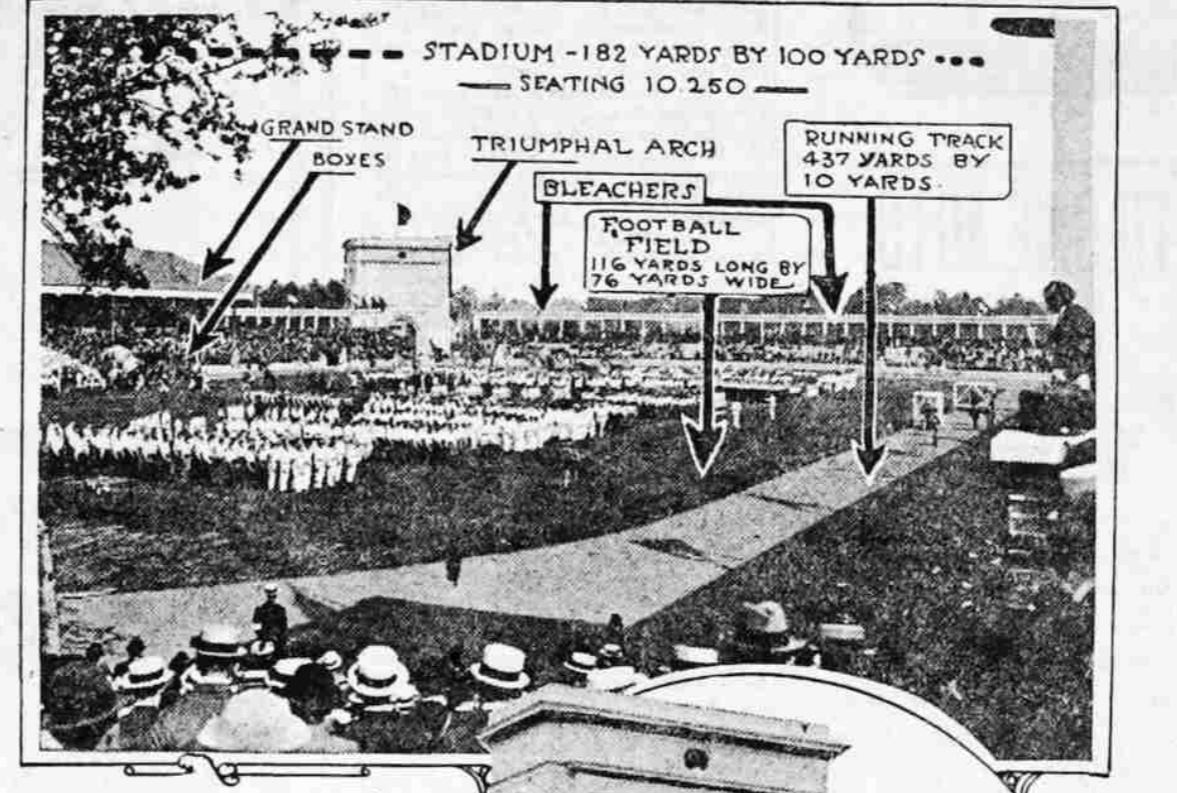 STADIUM - 182 YARDS BY 100 YARDS
SEATING 10.250
GRAND STAND
BOXES
TRIUMPHAL ARCH
BLEACHERS
FOOTBALL
FIELD
116 YARDS LONG BY
76 YARDS WIDE
RUNNING TRACK
437 YARDS BY
10 YARDS.